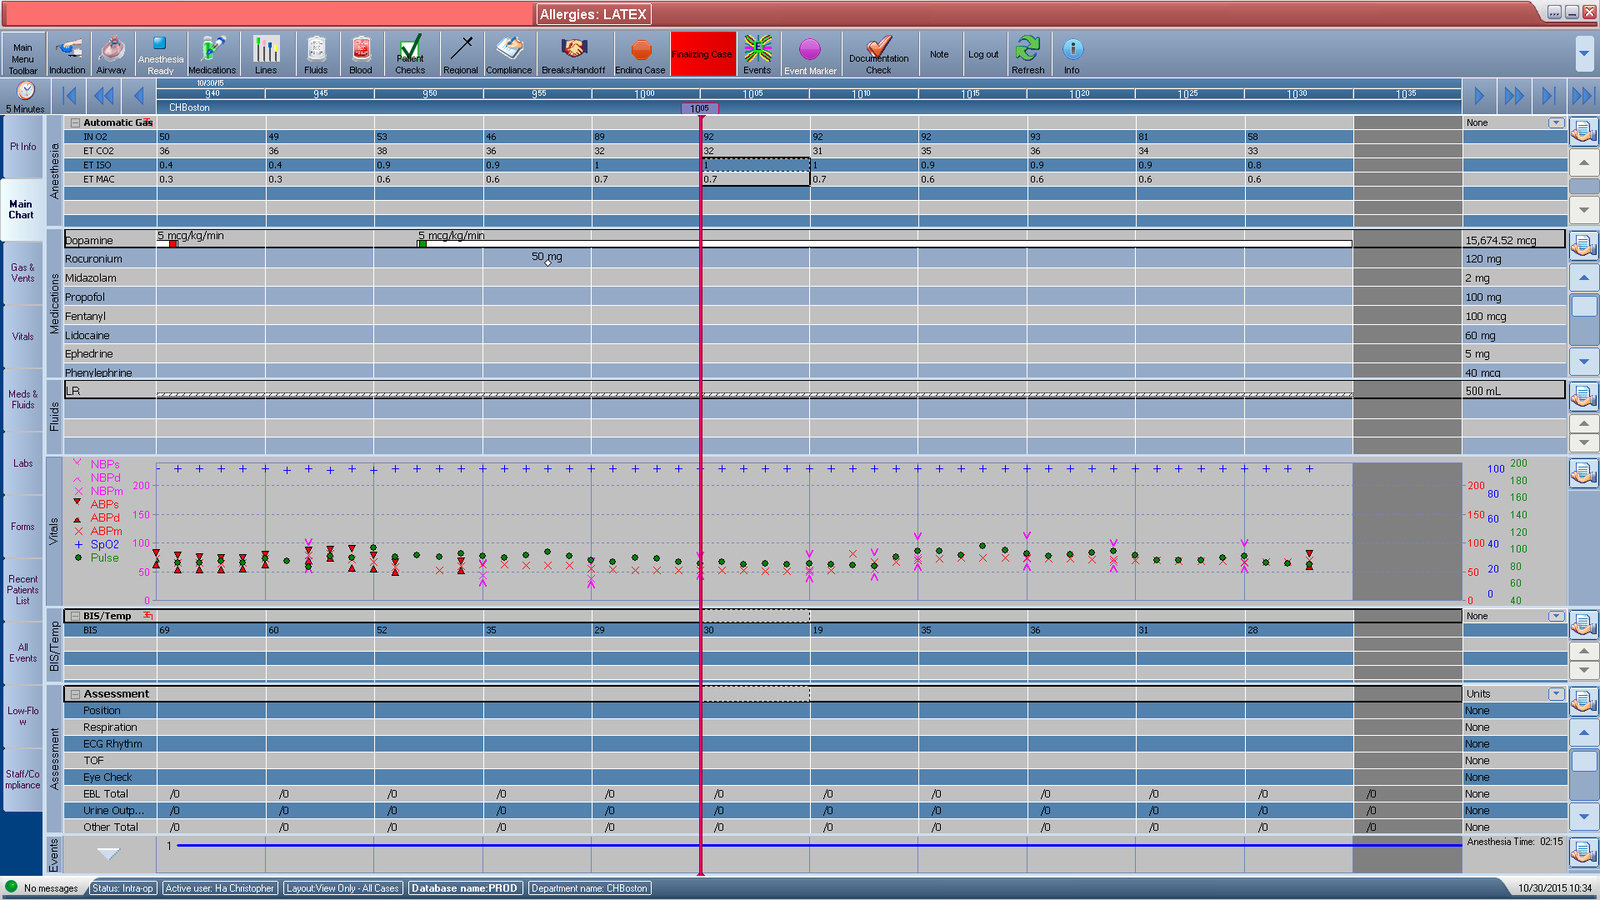 Allergies: LATEX
Main Menu Toolbar
Induction
Airway
Anesthesia Ready
Medications
Lines
Fluids
Blood
Patient Checks
Regional
Compliance
Breaks/Handoff
Ending Case
Finalizing Case
Events
Event Marker
Documentation Check
Note
Log out
Refresh
Info
5 Minutes
10/30/15
940 945 950 955 1000 1005 1010 1015 1020 1025 1030 1035
CHBoston
1005
Pt Info
Main Chart
Gas & Vents
Vitals
Meds & Fluids
Labs
Forms
Recent Patients List
All Events
Low-Flo w
Staff/Co mpliance
Anesthesia
Automatic Gas None
IN O2 50 49 53 46 89 92 92 92 93 81 58
ET CO2 36 36 38 36 32 32 31 35 36 34 33
ET ISO 0.4 0.4 0.9 0.9 1 1 1 0.9 0.9 0.9 0.8
ET MAC 0.3 0.3 0.6 0.6 0.7 0.7 0.7 0.6 0.6 0.6 0.6
Medications
Dopamine 5 mcg/kg/min 5 mcg/kg/min 15,674.52 mcg
Rocuronium 50 mg 120 mg
Midazolam 2 mg
Propofol 100 mg
Fentanyl 100 mcg
Lidocaine 60 mg
Ephedrine 5 mg
Phenylephrine 40 mcg
Fluids
LR 500 mL
Vitals
NBPs
NBPd
NBPm
ABPs
ABPd
ABPm
SpO2
Pulse
200
150
100
50
0
200
150
100
50
0
100
80
60
40
20
0
200
180
160
140
120
100
80
60
40
BIS/Temp
BIS/Temp None
BIS 69 60 52 35 29 30 19 35 36 31 28
Assessment
Assessment Units
Position None
Respiration None
ECG Rhythm None
TOF None
Eye Check None
EBL Total /0 /0 /0 /0 /0 /0 /0 /0 /0 /0 /0 /0 None
Urine Outp... /0 /0 /0 /0 /0 /0 /0 /0 /0 /0 /0 /0 None
Other Total /0 /0 /0 /0 /0 /0 /0 /0 /0 /0 /0 /0 None
Events
1
Anesthesia Time: 02:15
No messages Status: Intra-op Active user: Ha Christopher Layout:View Only - All Cases Database name:PROD Department name: CHBoston 10/30/2015 10:34